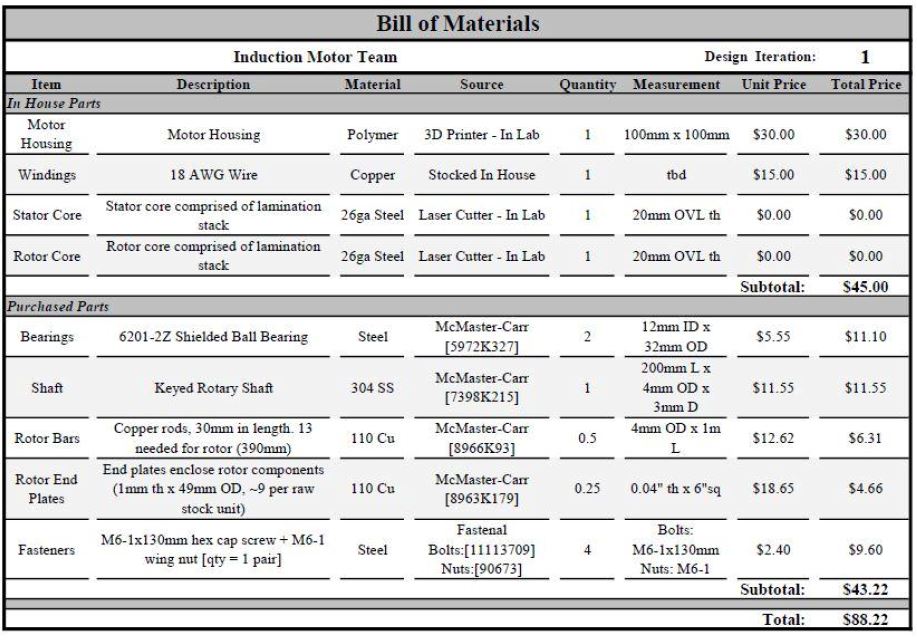 Bill of Materials
Induction Motor Team Design Iteration: 1
Item Description Material Source Quantity Measurement Unit Price Total Price
In House Parts
Motor
Housing Motor Housing Polymer 3D Printer - In Lab 1 100mm x 100mm $30.00 $30.00
Windings 18 AWG Wire Copper Stocked In House 1 tbd $15.00 $15.00
Stator Core Stator core comprised of lamination
stack 26ga Steel Laser Cutter - In Lab 1 20mm OVL th $0.00 $0.00
Rotor Core Rotor core comprised of lamination
stack 26ga Steel Laser Cutter - In Lab 1 20mm OVL th $0.00 $0.00
Subtotal: $45.00
Purchased Parts
Bearings 6201-2Z Shielded Ball Bearing Steel McMaster-Carr
[5972K327] 2 12mm ID x
32mm OD $5.55 $11.10
Shaft Keyed Rotary Shaft 304 SS McMaster-Carr
[7398K215] 1 200mm L x
4mm OD x
3mm D $11.55 $11.55
Rotor Bars Copper rods, 30mm in length. 13
needed for rotor (390mm) 110 Cu McMaster-Carr
[8966K93] 0.5 4mm OD x 1m
L $12.62 $6.31
Rotor End
Plates End plates enclose rotor components
(1mm th x 49mm OD, ~9 per raw
stock unit) 110 Cu McMaster-Carr
[8963K179] 0.25 0.04" th x 6"sq $18.65 $4.66
Fasteners M6-1x130mm hex cap screw + M6-1
wing nut [qty = 1 pair] Steel Fastenal
Bolts:[11113709]
Nuts:[90673] 4 Bolts:
M6-1x130mm
Nuts: M6-1 $2.40 $9.60
Subtotal: $43.22
Total: $88.22